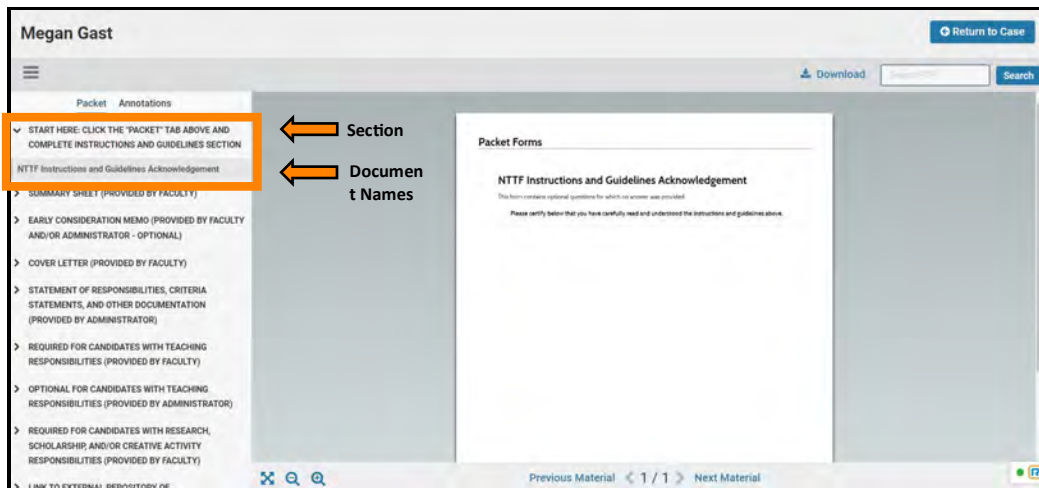 Megan Gast
Return to Case
Download
Search
Packet Annotations
START HERE: CLICK THE "PACKET" TAB ABOVE AND
COMPLETE INSTRUCTIONS AND GUIDELINES SECTION
NTTF Instructions and Guidelines Acknowledgement
SUMMARY SHEET (PROVIDED BY FACULTY)
EARLY CONSIDERATION MEMO (PROVIDED BY FACULTY
AND/OR ADMINISTRATOR - OPTIONAL)
COVER LETTER (PROVIDED BY FACULTY)
STATEMENT OF RESPONSIBILITIES, CRITERIA
STATEMENTS, AND OTHER DOCUMENTATION
(PROVIDED BY ADMINISTRATOR)
REQUIRED FOR CANDIDATES WITH TEACHING
RESPONSIBILITIES (PROVIDED BY FACULTY)
OPTIONAL FOR CANDIDATES WITH TEACHING
RESPONSIBILITIES (PROVIDED BY ADMINISTRATOR)
REQUIRED FOR CANDIDATES WITH RESEARCH,
SCHOLARSHIP, AND/OR CREATIVE ACTIVITY
RESPONSIBILITIES (PROVIDED BY FACULTY)
LINK TO EXTERNAL REPOSITORY OF
Section
Documen
t Names
Packet Forms
NTTF Instructions and Guidelines Acknowledgement
This form contains optional questions for which no answer was provided
Please certify below that you have carefully read and understood the instructions and guidelines above.
Previous Material 1 / 1 Next Material